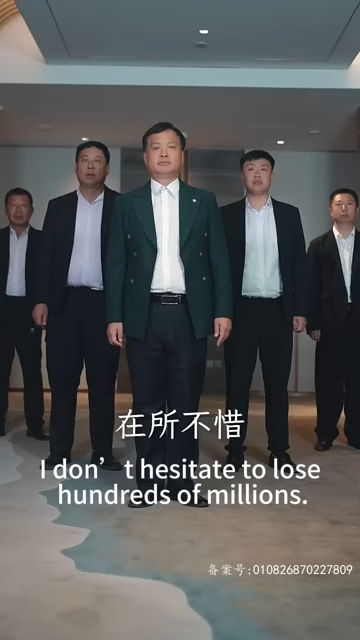 在所不惜
I don’t hesitate to lose
hundreds of millions.
备案号:010826870227809